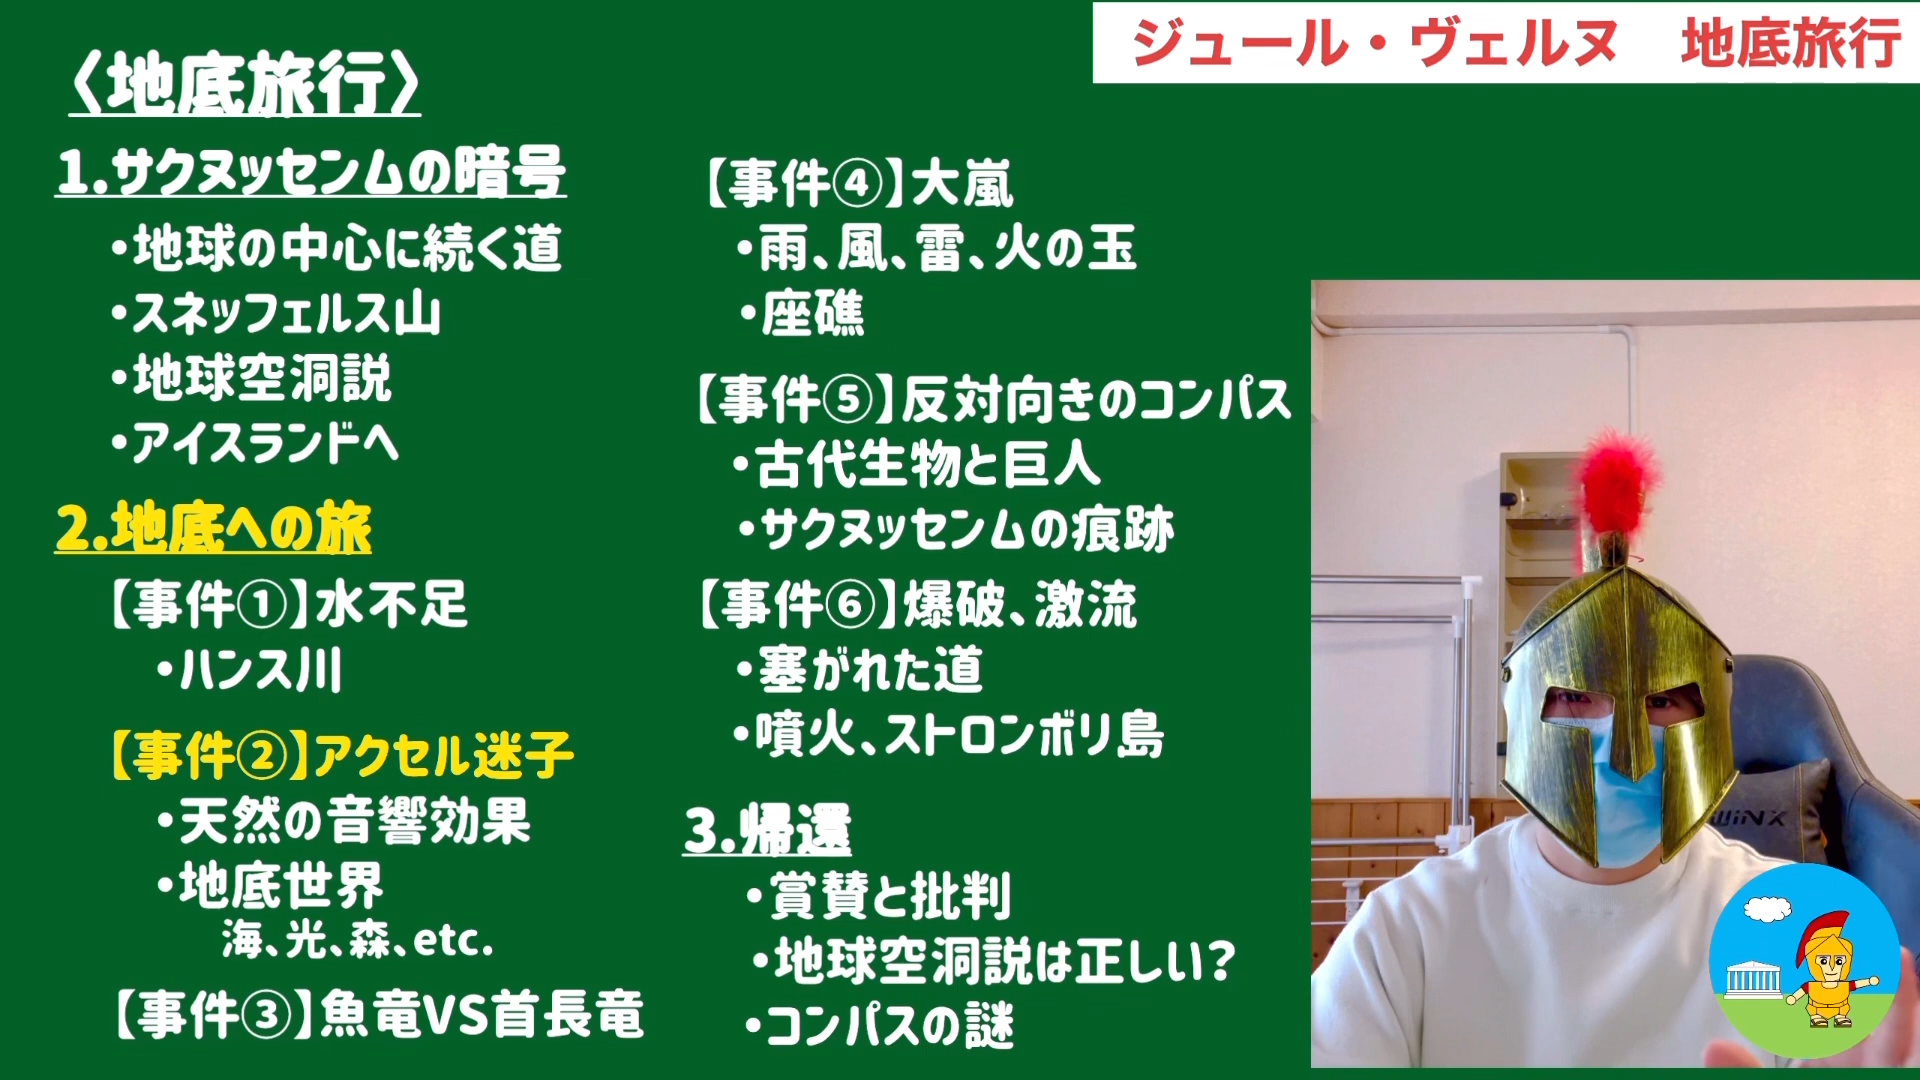 ジュール・ヴェルヌ　地底旅行
〈地底旅行〉
1.サクヌッセンムの暗号
・地球の中心に続く道
・スネッフェルス山
・地球空洞説
・アイスランドへ
2.地底への旅
【事件①】水不足
・ハンス川
【事件②】アクセル迷子
・天然の音響効果
・地底世界
海、光、森、etc.
【事件③】魚竜VS首長竜
【事件④】大嵐
・雨、風、雷、火の玉
・座礁
【事件⑤】反対向きのコンパス
・古代生物と巨人
・サクヌッセンムの痕跡
【事件⑥】爆破、激流
・塞がれた道
・噴火、ストロンボリ島
3.帰還
・賞賛と批判
・地球空洞説は正しい?
・コンパスの謎